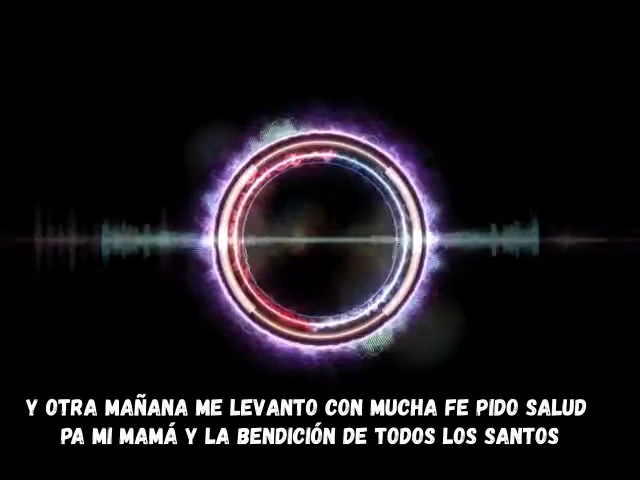 Y OTRA MAÑANA ME LEVANTO CON MUCHA FE PIDO SALUD
PA MI MAMÁ Y LA BENDICIÓN DE TODOS LOS SANTOS